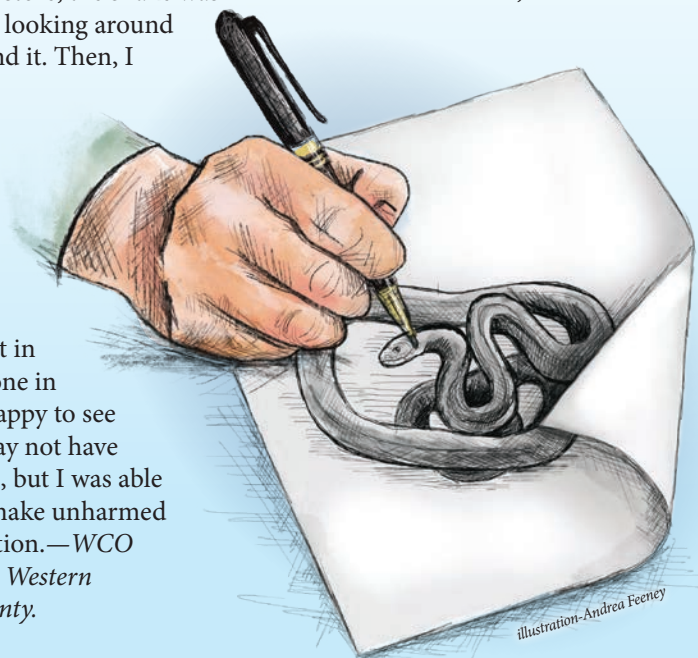 looking around
nd it. Then, I
t in
one in
appy to see
ay not have
, but I was able
nake unharmed
tion.—WCO
Western
nty.
illustration-Andrea Feeney